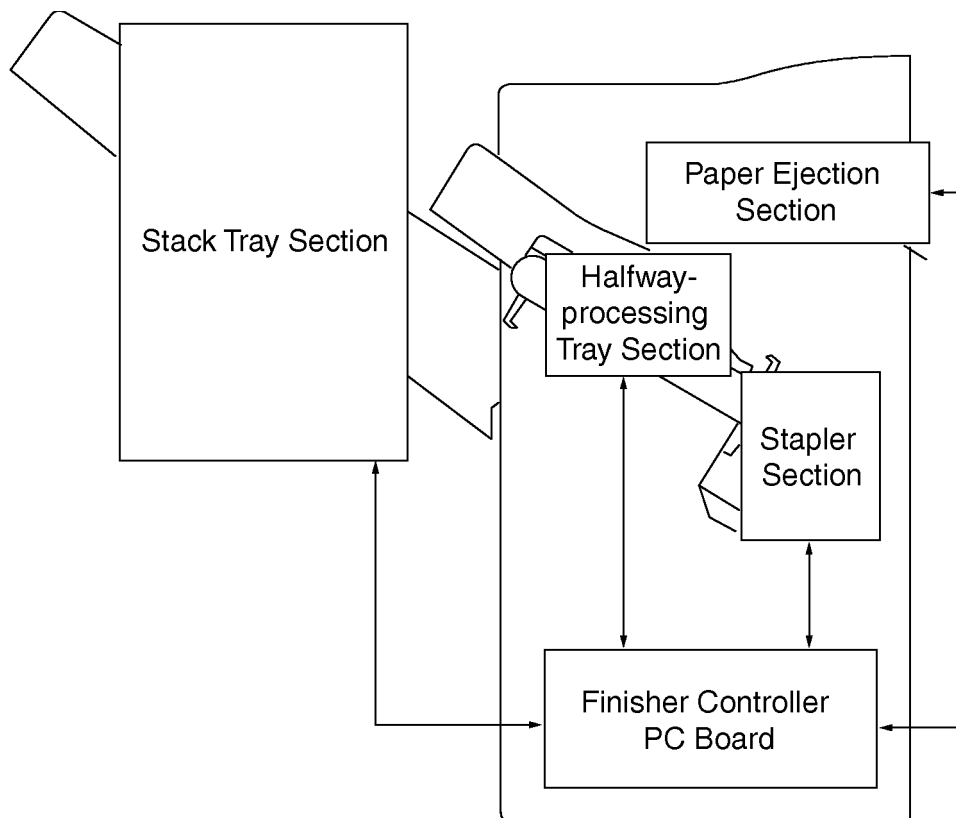 Paper Ejection
Section
Stack Tray Section
Halfway-
processing
Tray Section
Stapler
Section
Finisher Controller
PC Board